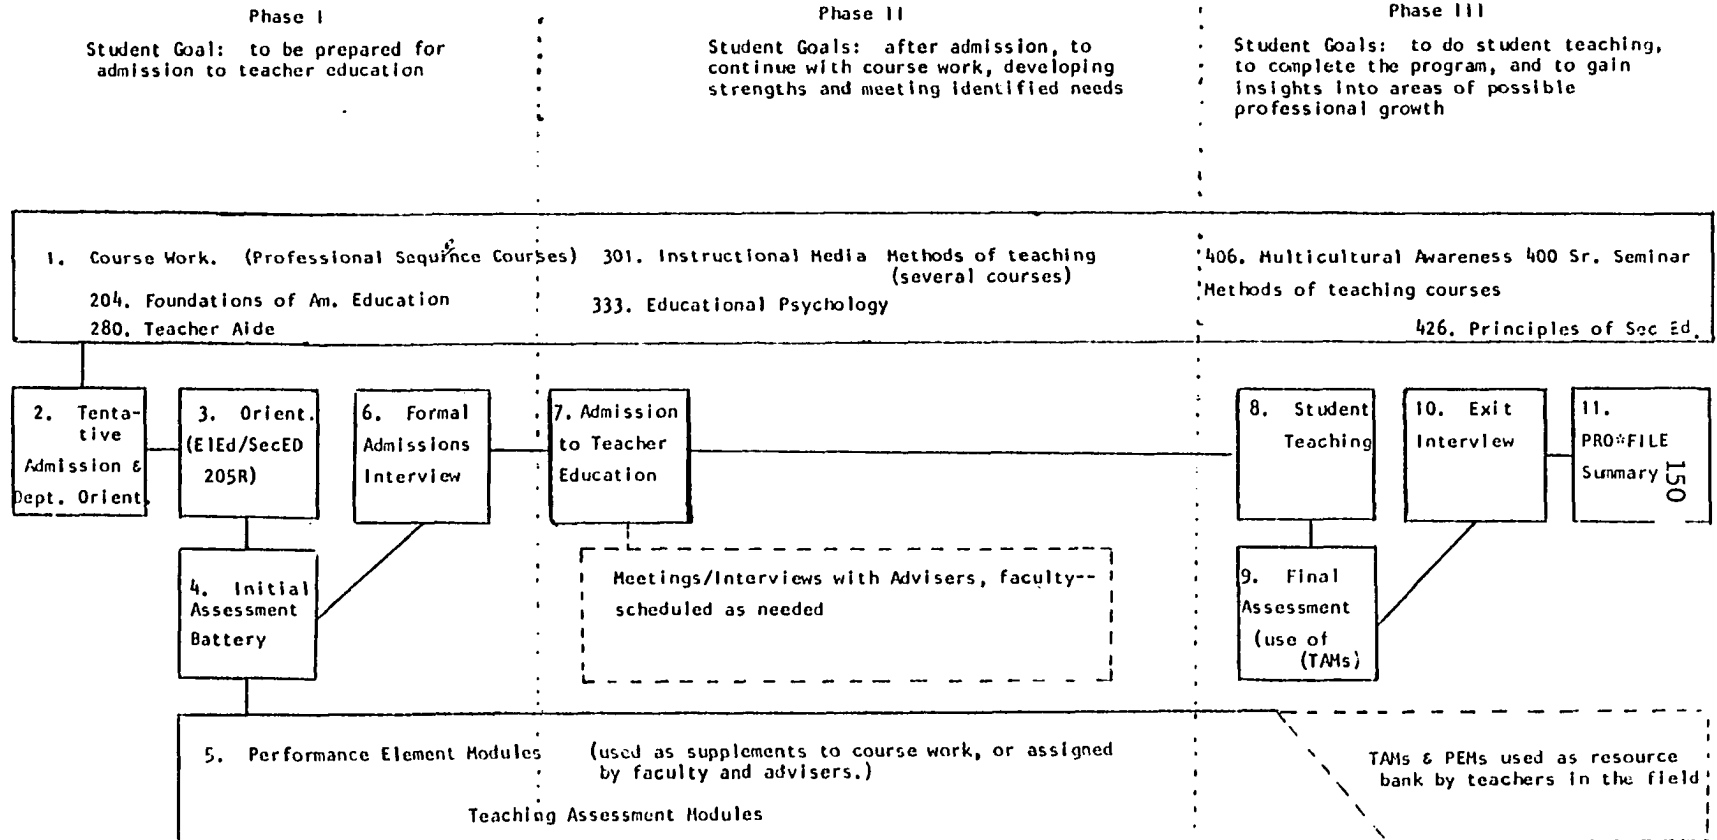 Phase I
Student Goal: to be prepared for
admission to teacher education
Phase II
Student Goals: after admission, to
continue with course work, developing
strengths and meeting identified needs
Phase III
Student Goals: to do student teaching,
to complete the program, and to gain
insights into areas of possible
professional growth
1. Course Work. (Professional Sequince Courses) 301. Instructional Media Methods of teaching
(several courses)
406. Multicultural Awareness 400 Sr. Seminar
204. Foundations of Am. Education
333. Educational Psychology
Methods of teaching courses
280. Teacher Aide
426. Principles of Sec Ed.
2. Tenta-
tive
Admission &
Dept. Orient.
3. Orient.
(ElEd/SecED
205R)
6. Formal
Admissions
Interview
7. Admission
to Teacher
Education
8. Student
Teaching
10. Exit
Interview
11.
PRO*FILE
Summary
150
4. Initial
Assessment
Battery
Meetings/Interviews with Advisers, faculty--
scheduled as needed
9. Final
Assessment
(use of
(TAMs)
5. Performance Element Modules (used as supplements to course work, or assigned
by faculty and advisers.)
Teaching Assessment Modules
TAMs & PEMs used as resource
bank by teachers in the field